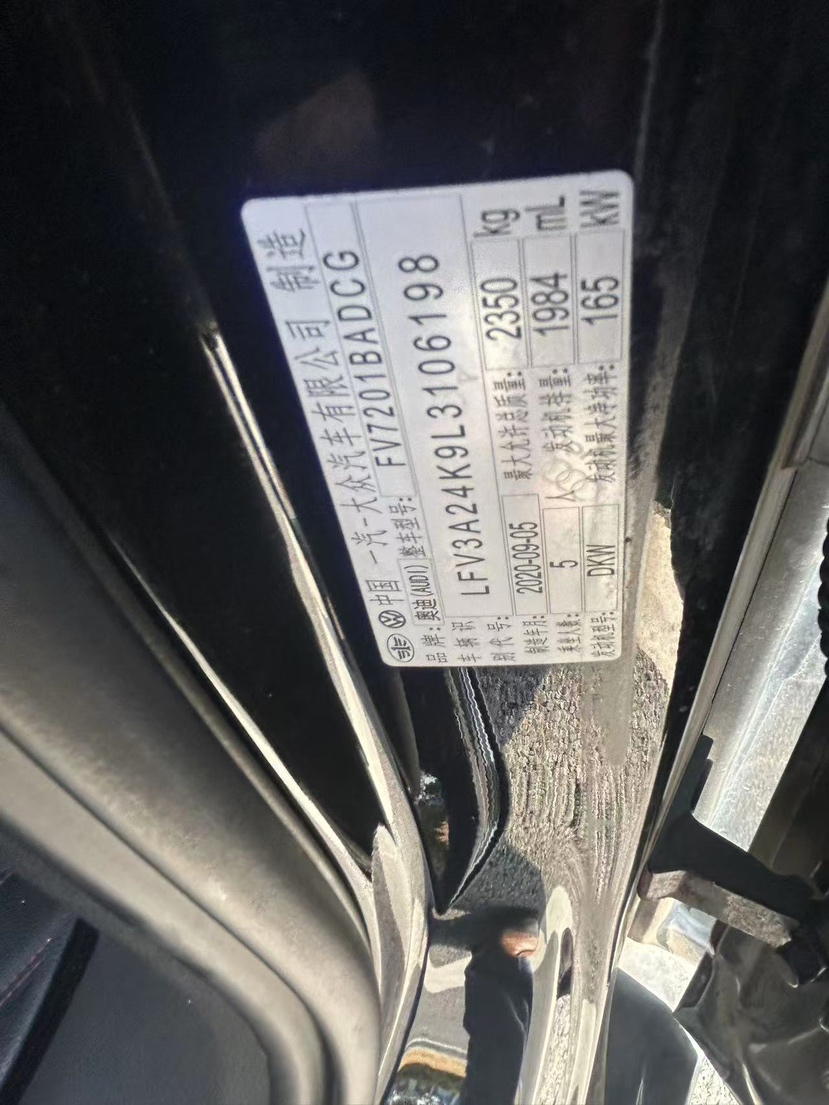 中国 一汽-大众汽车有限公司 制造
品牌: 奥迪(AUDI) 整车型号: FV7201BADCG
车辆识别代号: LFV3A24K9L3106198
制造年月: 2020-09-05 最大允许总质量: 2350 kg
乘坐人数: 5 人 发动机排量: 1984 mL
发动机型号: DKW 发动机最大净功率: 165 kW